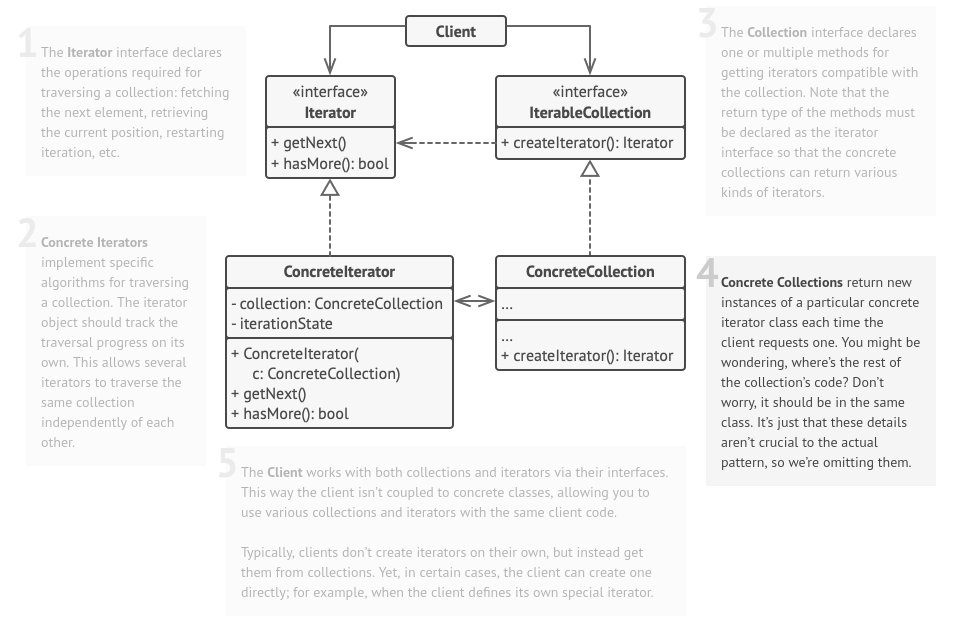 Client
1
The Iterator interface declares
the operations required for
traversing a collection: fetching
the next element, retrieving
the current position, restarting
iteration, etc.
«interface»
Iterator
+ getNext()
+ hasMore(): bool
«interface»
IterableCollection
+ createIterator(): Iterator
3
The Collection interface declares
one or multiple methods for
getting iterators compatible with
the collection. Note that the
return type of the methods must
be declared as the iterator
interface so that the concrete
collections can return various
kinds of iterators.
2
Concrete Iterators
implement specific
algorithms for traversing
a collection. The iterator
object should track the
traversal progress on its
own. This allows several
iterators to traverse the
same collection
independently of each
other.
ConcreteIterator
- collection: ConcreteCollection
- iterationState
+ ConcreteIterator(
c: ConcreteCollection)
+ getNext()
+ hasMore(): bool
ConcreteCollection
...
...
+ createIterator(): Iterator
4
Concrete Collections return new
instances of a particular concrete
iterator class each time the
client requests one. You might be
wondering, where’s the rest of
the collection’s code? Don’t
worry, it should be in the same
class. It’s just that these details
aren’t crucial to the actual
pattern, so we’re omitting them.
5
The Client works with both collections and iterators via their interfaces.
This way the client isn’t coupled to concrete classes, allowing you to
use various collections and iterators with the same client code.
Typically, clients don’t create iterators on their own, but instead get
them from collections. Yet, in certain cases, the client can create one
directly; for example, when the client defines its own special iterator.